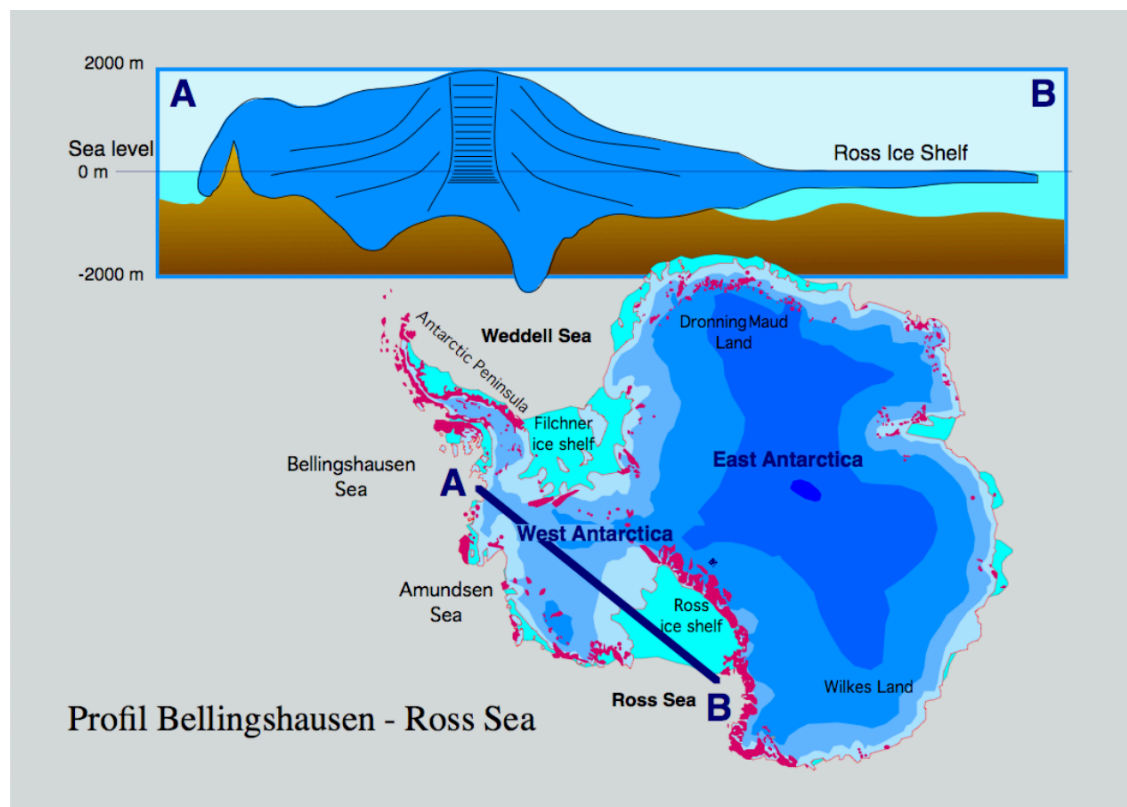 2000 m
A
B
Sea level
0 m
Ross Ice Shelf
-2000 m
Antarctic Peninsula
Weddell Sea
Dronning Maud
Land
Filchner
ice shelf
Bellingshausen
Sea
East Antarctica
A
West Antarctica
Amundsen
Sea
Ross
ice shelf
Wilkes Land
Ross Sea
B
Profil Bellingshausen - Ross Sea